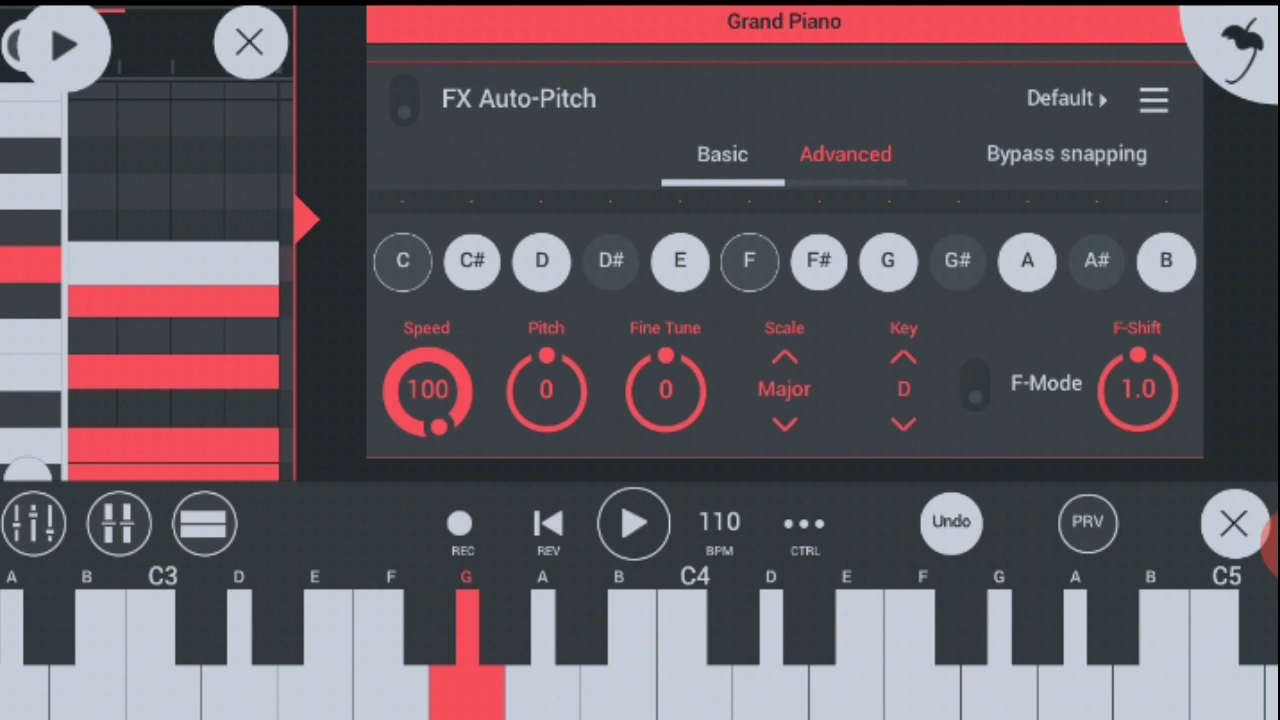 Grand Piano
FX Auto-Pitch
Default
Basic Advanced Bypass snapping
C C# D D# E F F# G G# A A# B
Speed Pitch Fine Tune Scale Key F-Shift
100 0 0 Major D F-Mode 1.0
110 Undo PRV
REC REV BPM CTRL
A B C3 D E F G A B C4 D E F G A B C5